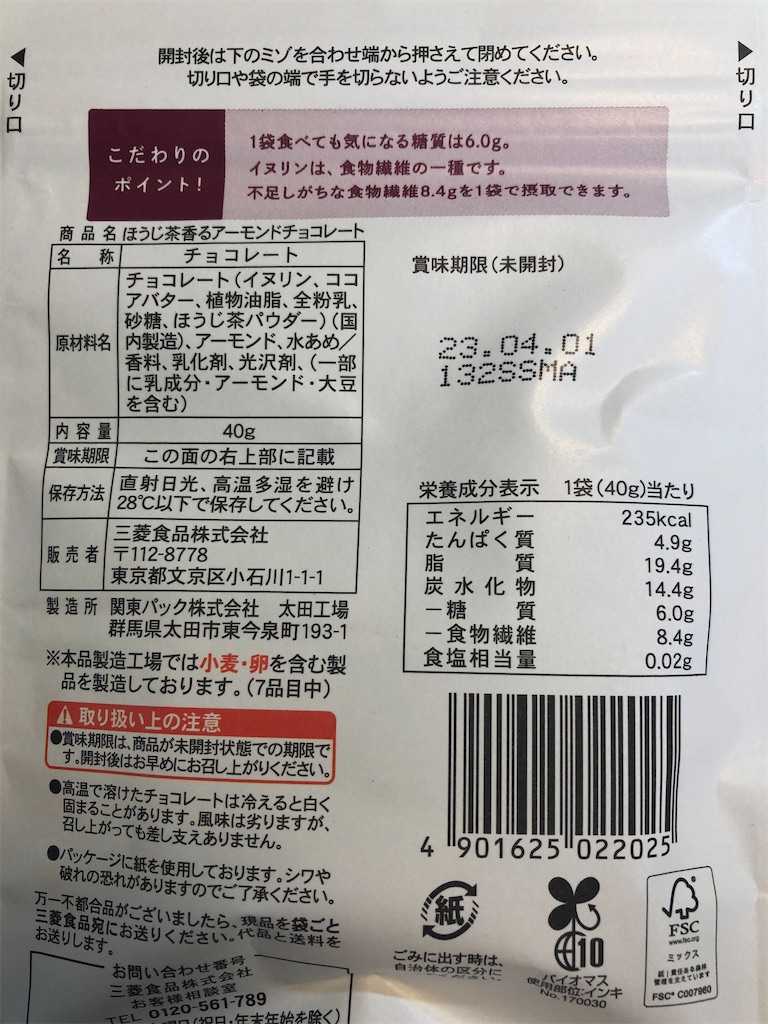 開封後は下のミゾを合わせ端から押さえて閉めてください。
切り口や袋の端で手を切らないようご注意ください。
◀切り口
▶切り口
こだわりの
ポイント!
1袋食べても気になる糖質は6.0g。
イヌリンは、食物繊維の一種です。
不足しがちな食物繊維8.4gを1袋で摂取できます。
商品名 ほうじ茶香るアーモンドチョコレート
名称 チョコレート
原材料名 チョコレート(イヌリン、ココ
アバター、植物油脂、全粉乳、
砂糖、ほうじ茶パウダー)(国
内製造)、アーモンド、水あめ/
香料、乳化剤、光沢剤、(一部
に乳成分・アーモンド・大豆
を含む)
内容量 40g
賞味期限 この面の右上部に記載
保存方法 直射日光、高温多湿を避け
28℃以下で保存してください。
販売者 三菱食品株式会社
〒112-8778
東京都文京区小石川1-1-1
製造所 関東パック株式会社 太田工場
群馬県太田市東今泉町193-1
※本品製造工場では小麦・卵を含む製
品を製造しております。(7品目中)
取り扱い上の注意
●賞味期限は、商品が未開封状態での期限で
す。開封後はお早めにお召し上がりください。
●高温で溶けたチョコレートは冷えると白く
固まることがあります。風味は劣りますが、
召し上がっても差し支えありません。
●パッケージに紙を使用しております。シワや
破れの恐れがありますのでご了承ください。
万一不都合品がございましたら、現品を袋ごと
三菱食品宛にお送りください。代品と送料を
お送りします。
お問い合わせ番号
三菱食品株式会社
お客様相談室
TEL 0120-561-789
(祝日・年末年始を除く)
賞味期限(未開封)
23.04.01
132SSMA
栄養成分表示 1袋(40g)当たり
エネルギー 235kcal
たんぱく質 4.9g
脂質 19.4g
炭水化物 14.4g
－糖質 6.0g
－食物繊維 8.4g
食塩相当量 0.02g
4 901625 022025
紙
ごみに出す時は、
自治体の区分に
10
バイオマス
使用部位:インキ
No.170030
FSC
www.fsc.org
ミックス
紙|責任ある森林
管理を支えています
FSC® C007980